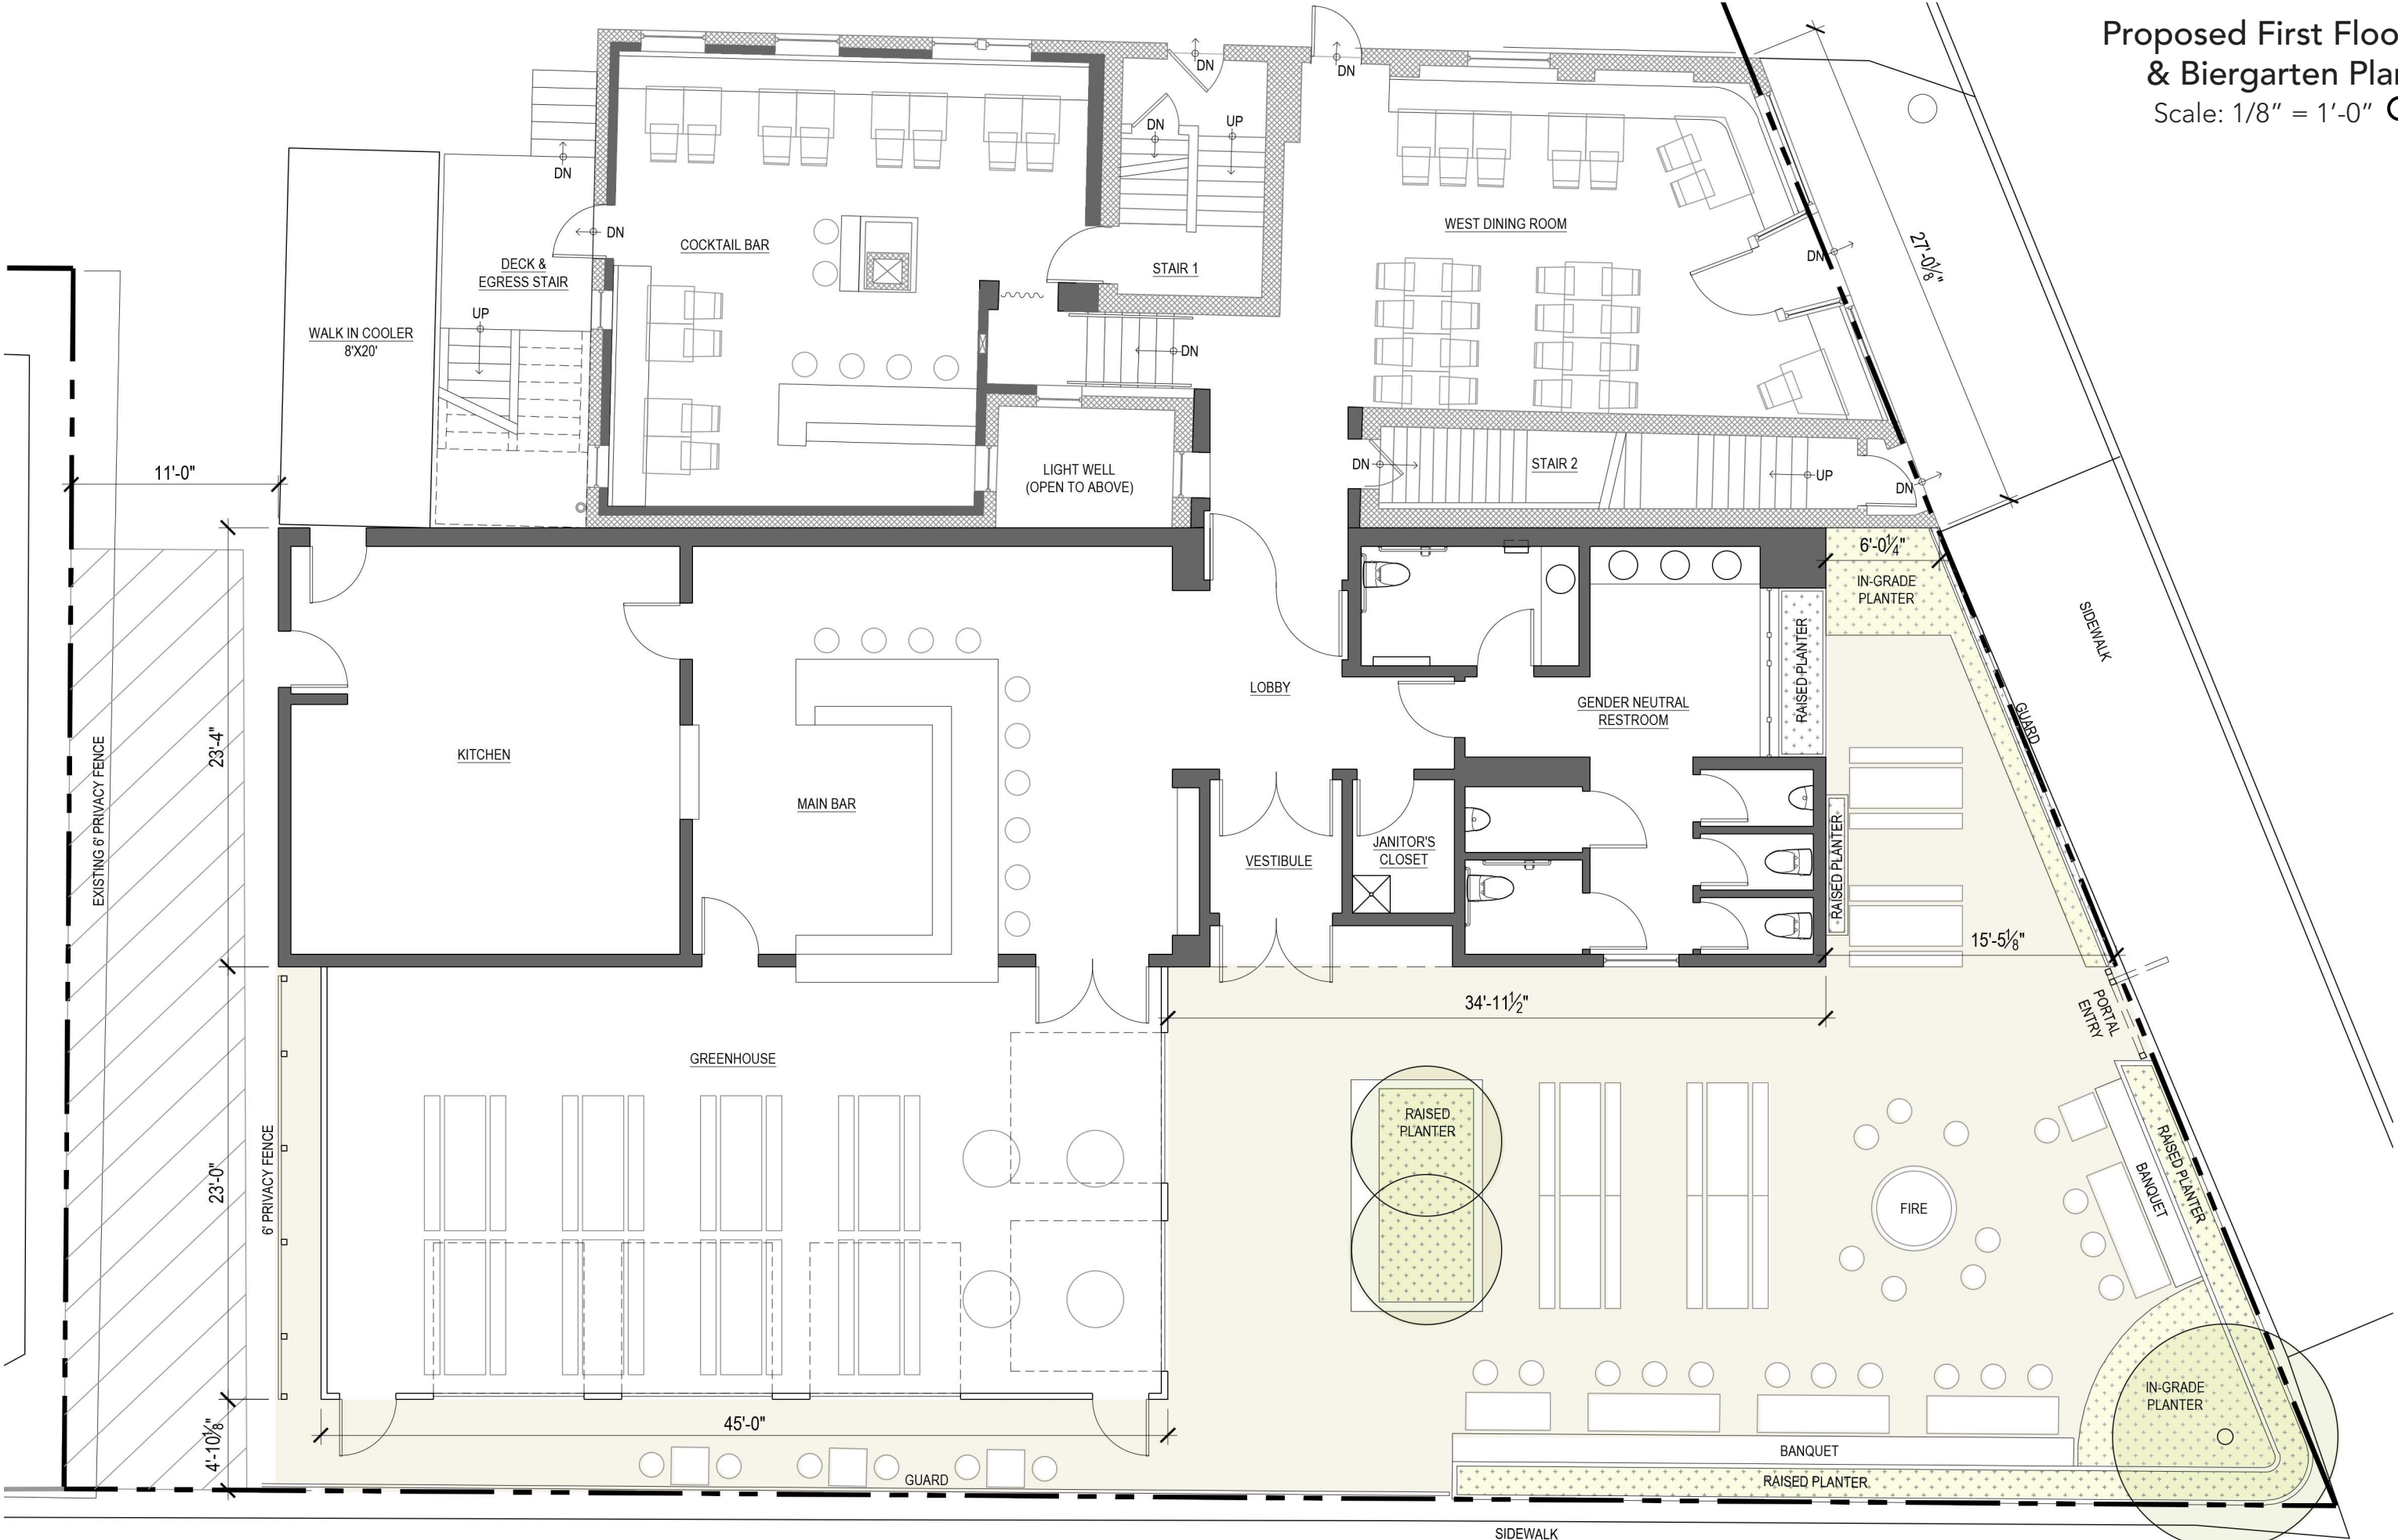 Proposed First Floo
& Biergarten Pla
Scale: 1/8" = 1'-0"
DN
DN
DN
UP
DN
DN
COCKTAIL BAR
DECK &
EGRESS STAIR
UP
WALK IN COOLER
8'X20'
STAIR 1
DN
WEST DINING ROOM
DN
27'-0⅛"
LIGHT WELL
(OPEN TO ABOVE)
DN
STAIR 2
UP
DN
11'-0"
6'-0¼"
IN-GRADE
PLANTER
SIDEWALK
GUARD
RAISED PLANTER
LOBBY
GENDER NEUTRAL
RESTROOM
KITCHEN
MAIN BAR
23'-4"
EXISTING 6' PRIVACY FENCE
VESTIBULE
JANITOR'S
CLOSET
RAISED PLANTER
15'-5⅛"
PORTAL
ENTRY
34'-11½"
GREENHOUSE
RAISED
PLANTER
FIRE
BANQUET
RAISED PLANTER
6' PRIVACY FENCE
23'-0"
4'-10⅛"
45'-0"
GUARD
IN-GRADE
PLANTER
BANQUET
RAISED PLANTER
SIDEWALK